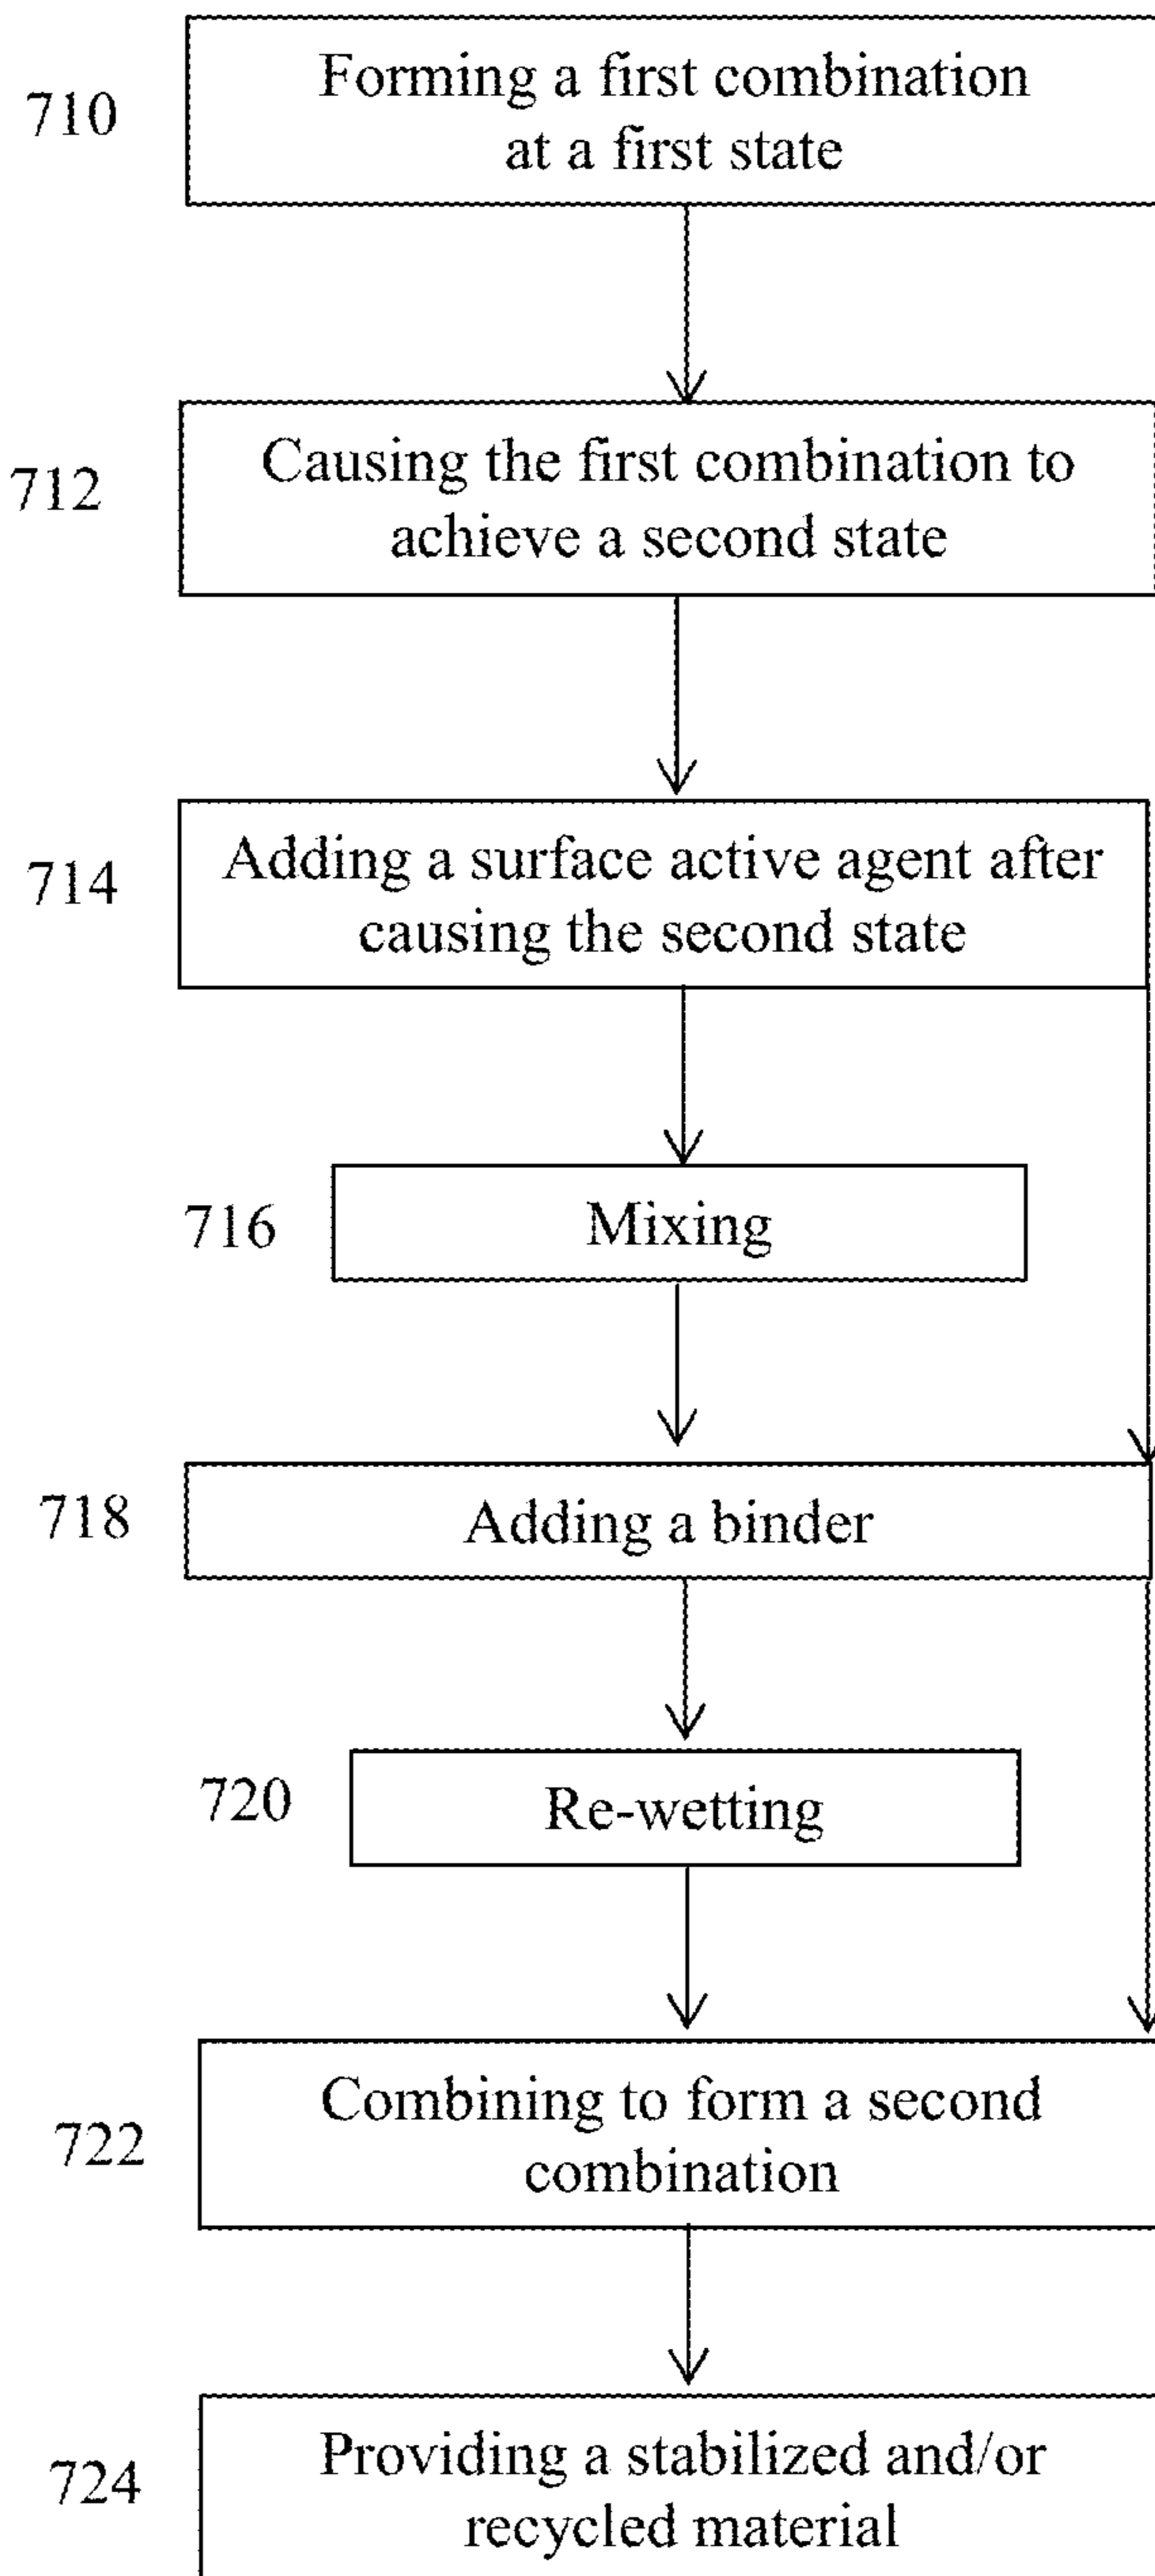 710
Forming a first combination
at a first state
712
Causing the first combination to
achieve a second state
714
Adding a surface active agent after
causing the second state
716
Mixing
718
Adding a binder
720
Re-wetting
722
Combining to form a second
combination
724
Providing a stabilized and/or
recycled material